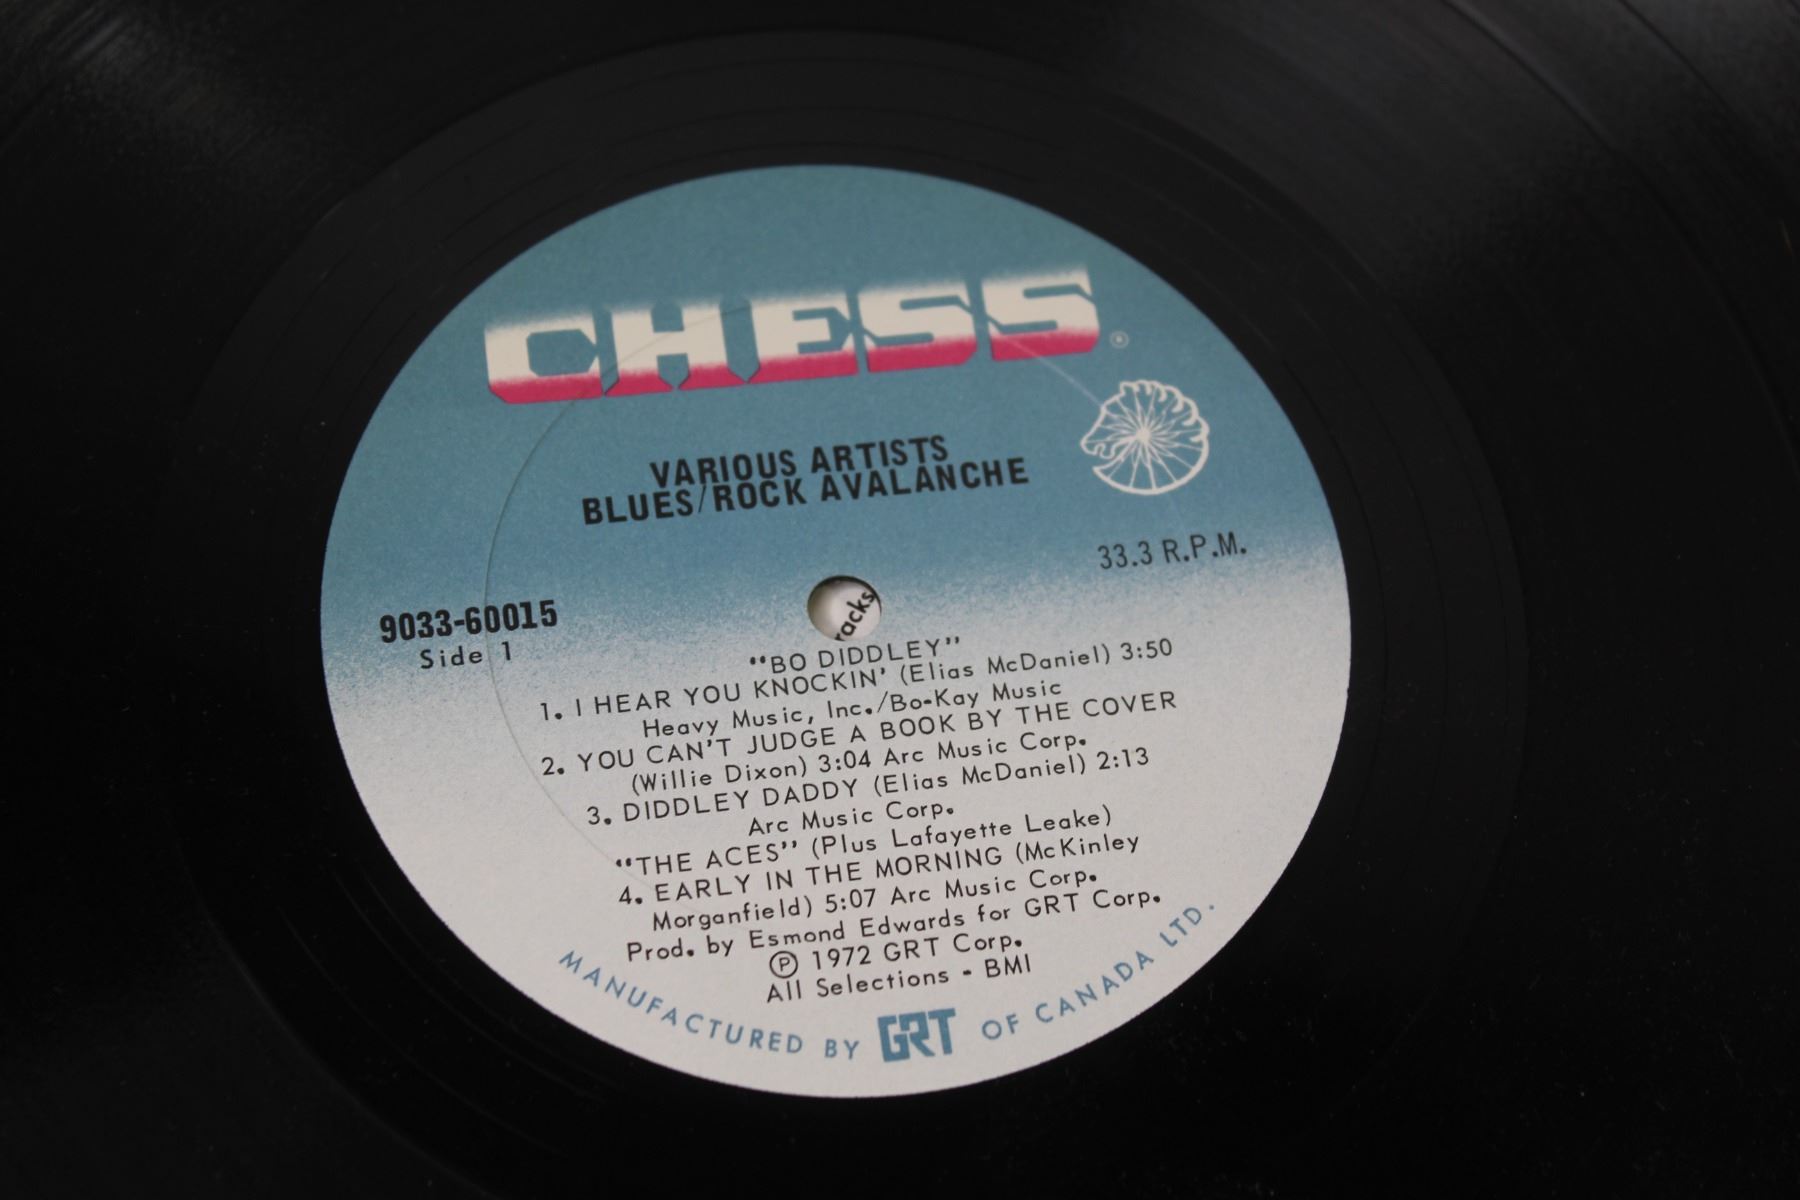 CHESS®
VARIOUS ARTISTS
BLUES/ROCK AVALANCHE
33.3 R.P.M.
9033-60015
Side 1
racks
"BO DIDDLEY"
1. I HEAR YOU KNOCKIN' (Elias McDaniel) 3:50
Heavy Music, Inc./Bo-Kay Music
2. YOU CAN'T JUDGE A BOOK BY THE COVER
(Willie Dixon) 3:04 Arc Music Corp.
3. DIDDLEY DADDY (Elias McDaniel) 2:13
Arc Music Corp.
"THE ACES" (Plus Lafayette Leake)
4. EARLY IN THE MORNING (McKinley
Morganfield) 5:07 Arc Music Corp.
Prod. by Esmond Edwards for GRT Corp.
℗ 1972 GRT Corp.
All Selections - BMI
MANUFACTURED BY GRT OF CANADA LTD.